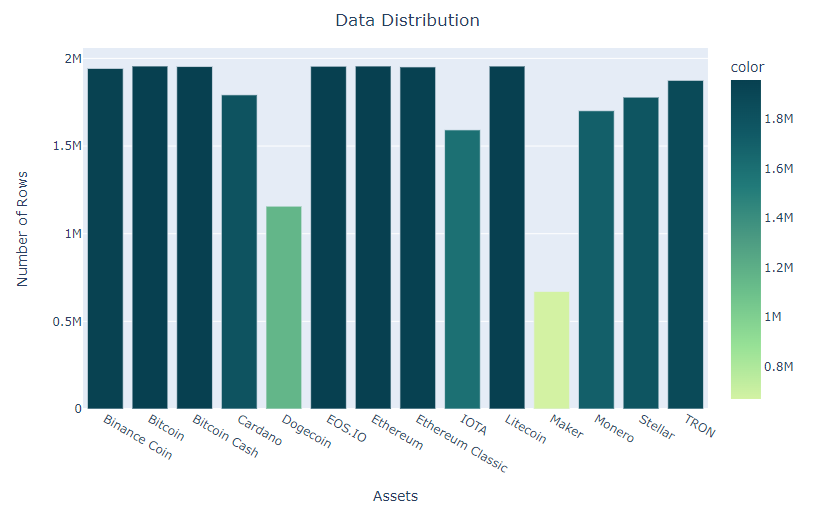 Data Distribution
color
2M
1.5M
1M
0.5M
0
Number of Rows
1.8M
1.6M
1.4M
1.2M
1M
0.8M
Binance Coin
Bitcoin
Bitcoin Cash
Cardano
Dogecoin
EOS.IO
Ethereum
Ethereum Classic
IOTA
Litecoin
Maker
Monero
Stellar
TRON
Assets